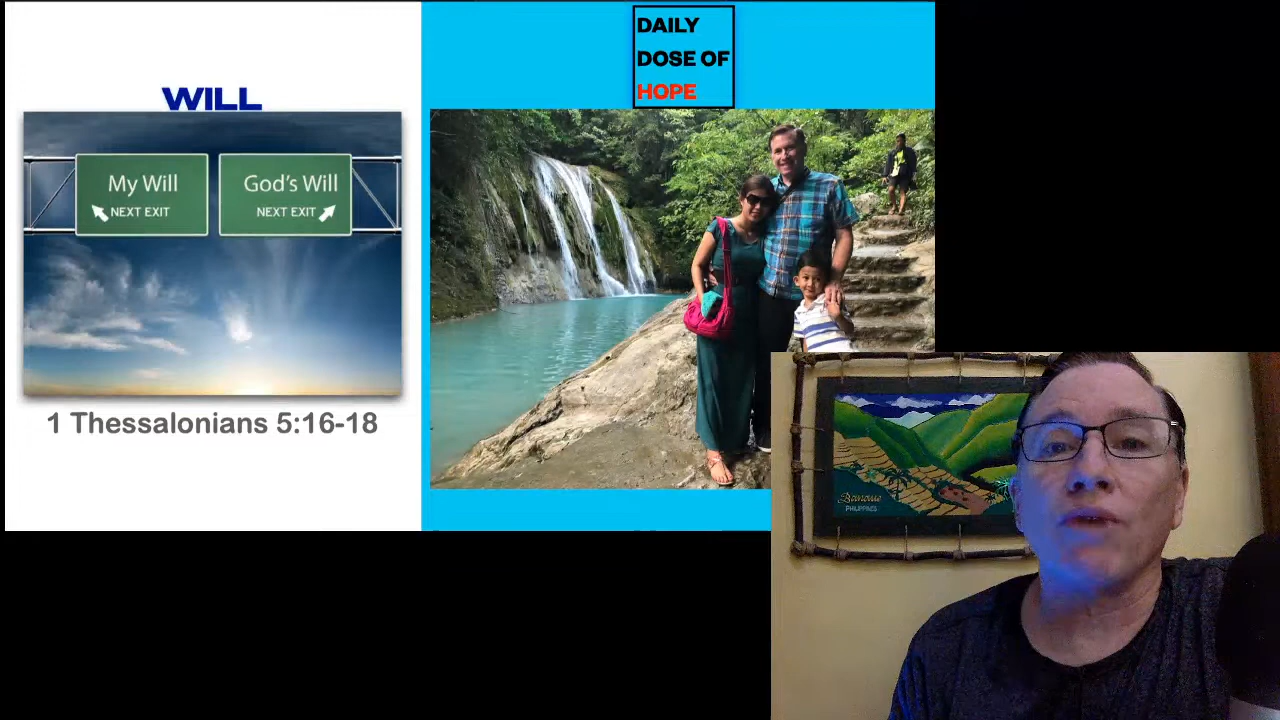 WILL
My Will
NEXT EXIT
God's Will
NEXT EXIT
1 Thessalonians 5:16-18
DAILY
DOSE OF
HOPE
Banaue
PHILIPPINES